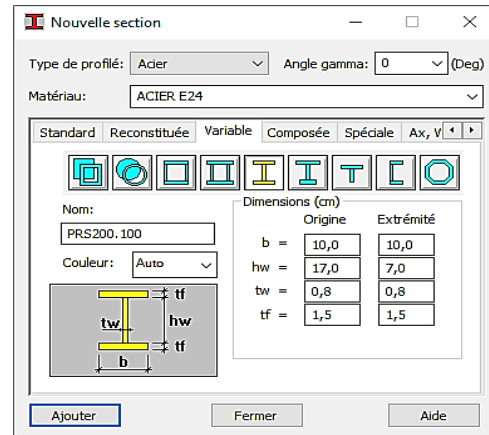 Nouvelle section
Type de profilé: Acier Angle gamma: 0 (Deg)
Matériau: ACIER E24
Standard Reconstituée Variable Composée Spéciale Ax,
Nom:
PRS200.100
Couleur: Auto
tf
tw hw
tf
b
Dimensions (cm)
Origine Extrémité
b = 10,0 10,0
hw = 17,0 7,0
tw = 0,8 0,8
tf = 1,5 1,5
Ajouter Fermer Aide